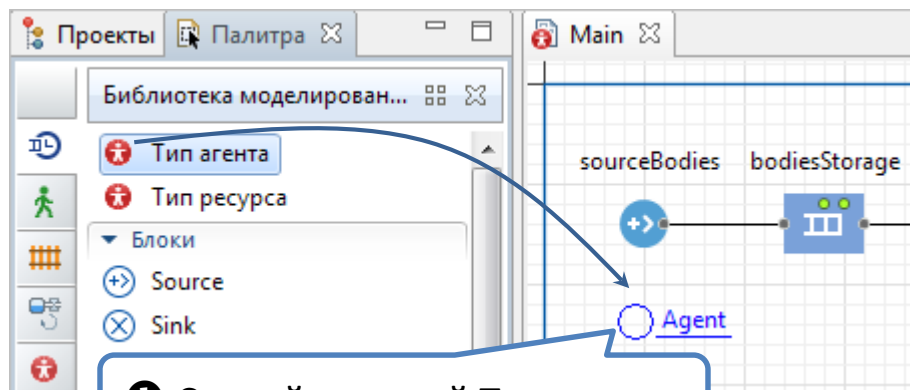 Проекты Палитра Main
Библиотека моделирован...
Тип агента
Тип ресурса
Блоки
Source
Sink
sourceBodies bodiesStorage
Agent